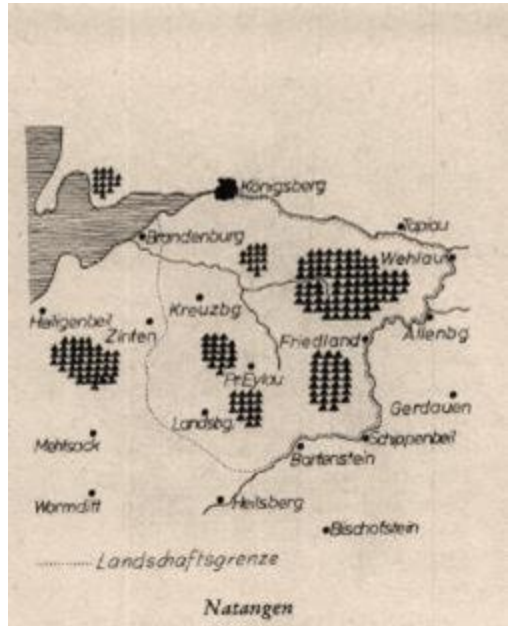 Königsberg
Tapiau
Brandenburg
Wehlau
Kreuzbg
Heiligenbeil
Zinten
Friedland
Allenbg
Pr.Eylau
Gerdauen
Landsbg.
Schippenbeil
Mehlsack
Bartenstein
Wormditt
Heilsberg
Bischofstein
Landschaftsgrenze
Natangen